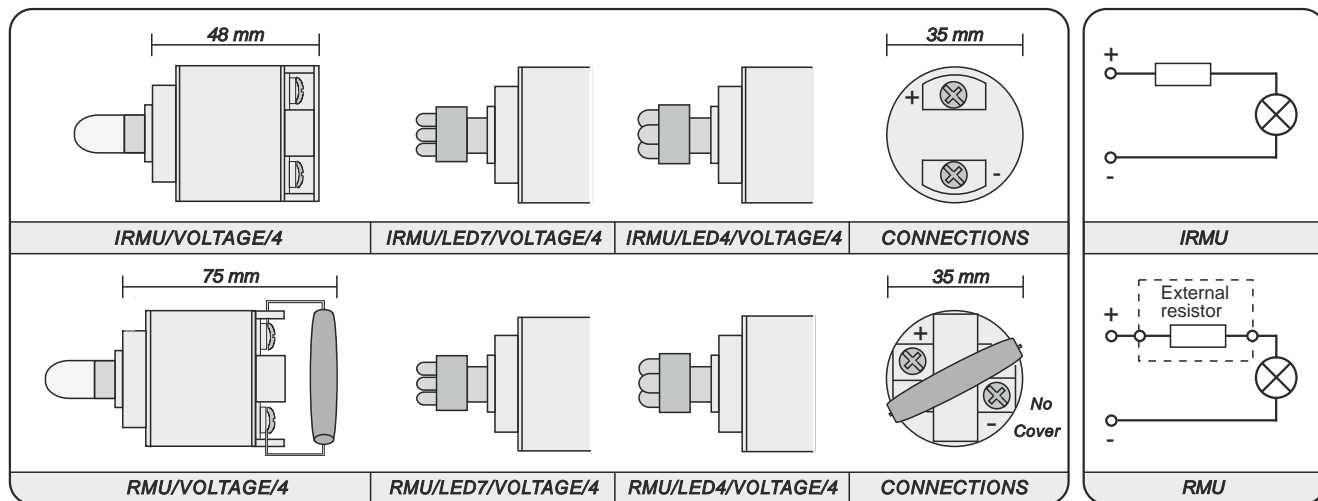 48 mm
35 mm
+
-
+
-
IRMU/VOLTAGE/4
IRMU/LED7/VOLTAGE/4
IRMU/LED4/VOLTAGE/4
CONNECTIONS
IRMU
75 mm
35 mm
+
-
No
Cover
External
resistor
+
-
RMU/VOLTAGE/4
RMU/LED7/VOLTAGE/4
RMU/LED4/VOLTAGE/4
CONNECTIONS
RMU